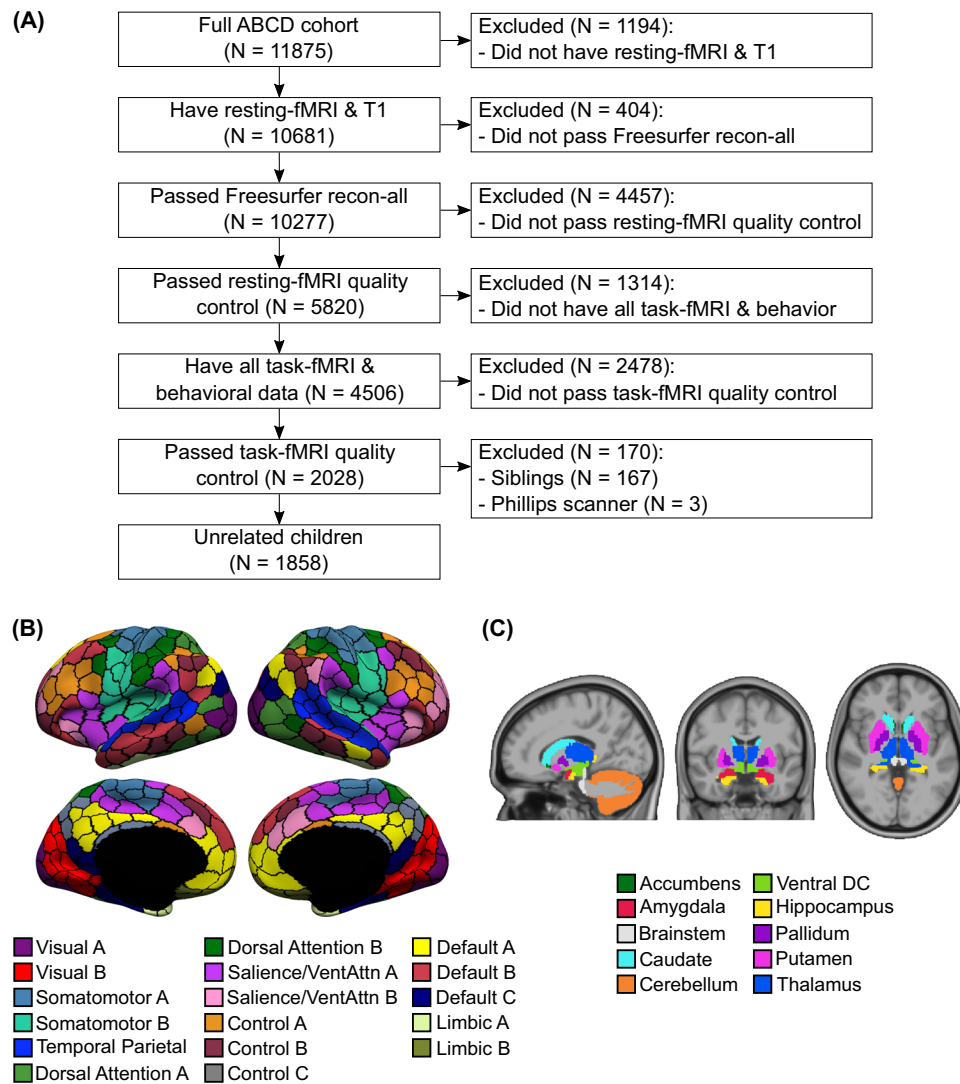 (A)
Full ABCD cohort
(N = 11875)
Excluded (N = 1194):
- Did not have resting-fMRI & T1
Have resting-fMRI & T1
(N = 10681)
Excluded (N = 404):
- Did not pass Freesurfer recon-all
Passed Freesurfer recon-all
(N = 10277)
Excluded (N = 4457):
- Did not pass resting-fMRI quality control
Passed resting-fMRI quality
control (N = 5820)
Excluded (N = 1314):
- Did not have all task-fMRI & behavior
Have all task-fMRI &
behavioral data (N = 4506)
Excluded (N = 2478):
- Did not pass task-fMRI quality control
Passed task-fMRI quality
control (N = 2028)
Excluded (N = 170):
- Siblings (N = 167)
- Phillips scanner (N = 3)
Unrelated children
(N = 1858)
(B)
Visual A
Visual B
Somatomotor A
Somatomotor B
Temporal Parietal
Dorsal Attention A
Dorsal Attention B
Salience/VentAttn A
Salience/VentAttn B
Control A
Control B
Control C
Default A
Default B
Default C
Limbic A
Limbic B
(C)
Accumbens
Amygdala
Brainstem
Caudate
Cerebellum
Ventral DC
Hippocampus
Pallidum
Putamen
Thalamus